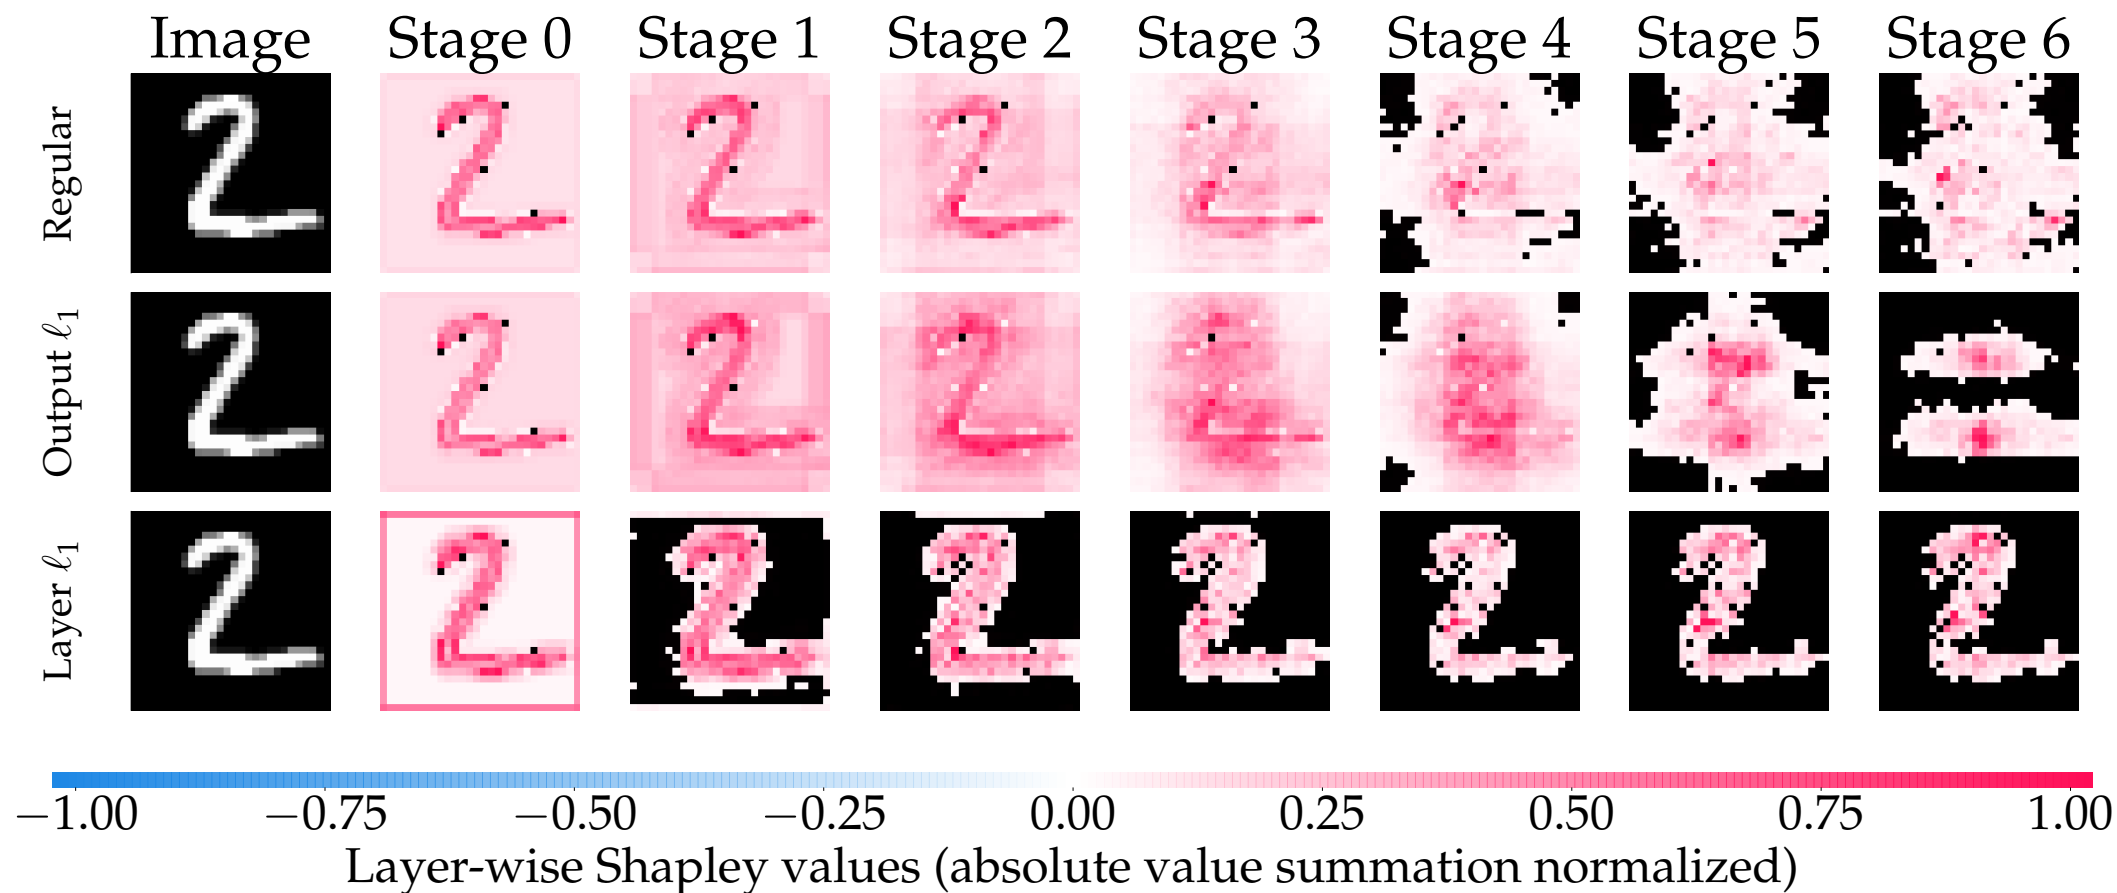 Image Stage 0 Stage 1 Stage 2 Stage 3 Stage 4 Stage 5 Stage 6
Regular
Output ℓ₁
Layer ℓ₁
−1.00 −0.75 −0.50 −0.25 0.00 0.25 0.50 0.75 1.00
Layer-wise Shapley values (absolute value summation normalized)